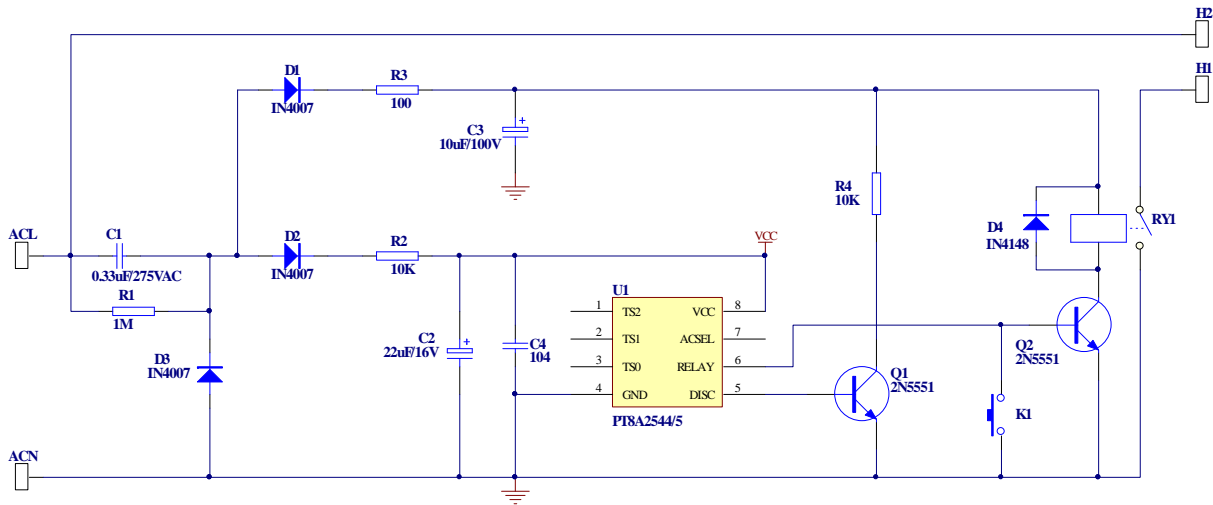 H2
H1
D1
IN4007
R3
100
C3
+
10uF/100V
R4
10K
D4
IN4148
RY1
ACL
C1
0.33uF/275VAC
R1
1M
D2
IN4007
R2
10K
VCC
D3
IN4007
C2
+
22uF/16V
C4
104
U1
1 TS2 VCC 8
2 TS1 ACSEL 7
3 TS0 RELAY 6
4 GND DISC 5
PT8A2544/5
Q1
2N5551
Q2
2N5551
K1
ACN